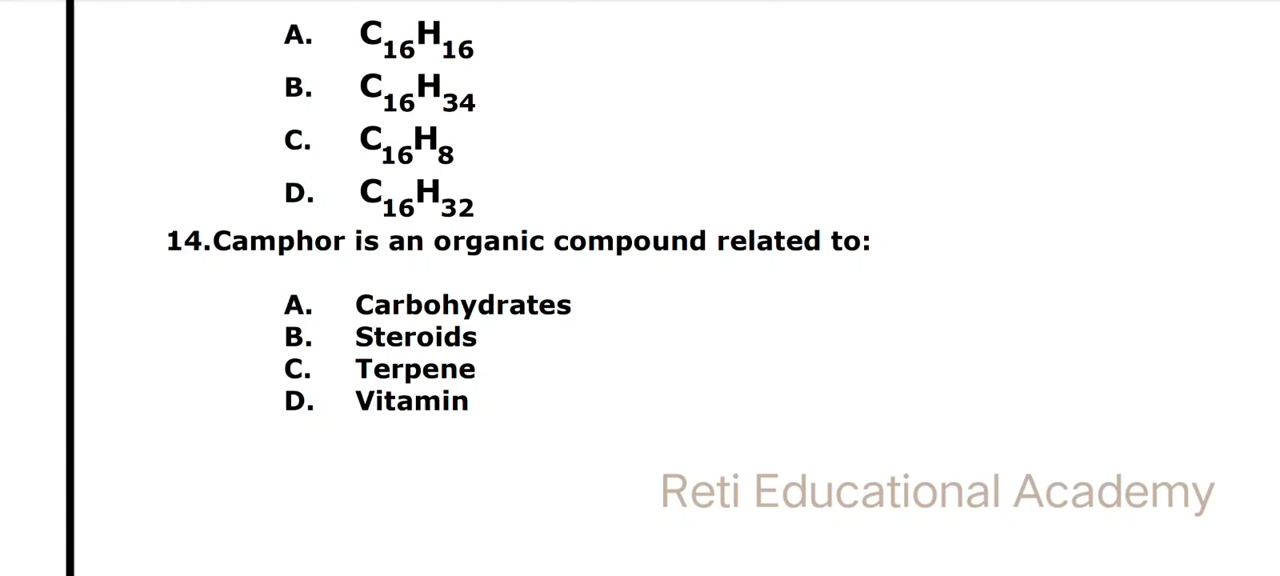 A. C₁₆H₁₆
B. C₁₆H₃₄
C. C₁₆H₈
D. C₁₆H₃₂
14.Camphor is an organic compound related to:
A. Carbohydrates
B. Steroids
C. Terpene
D. Vitamin
Reti Educational Academy